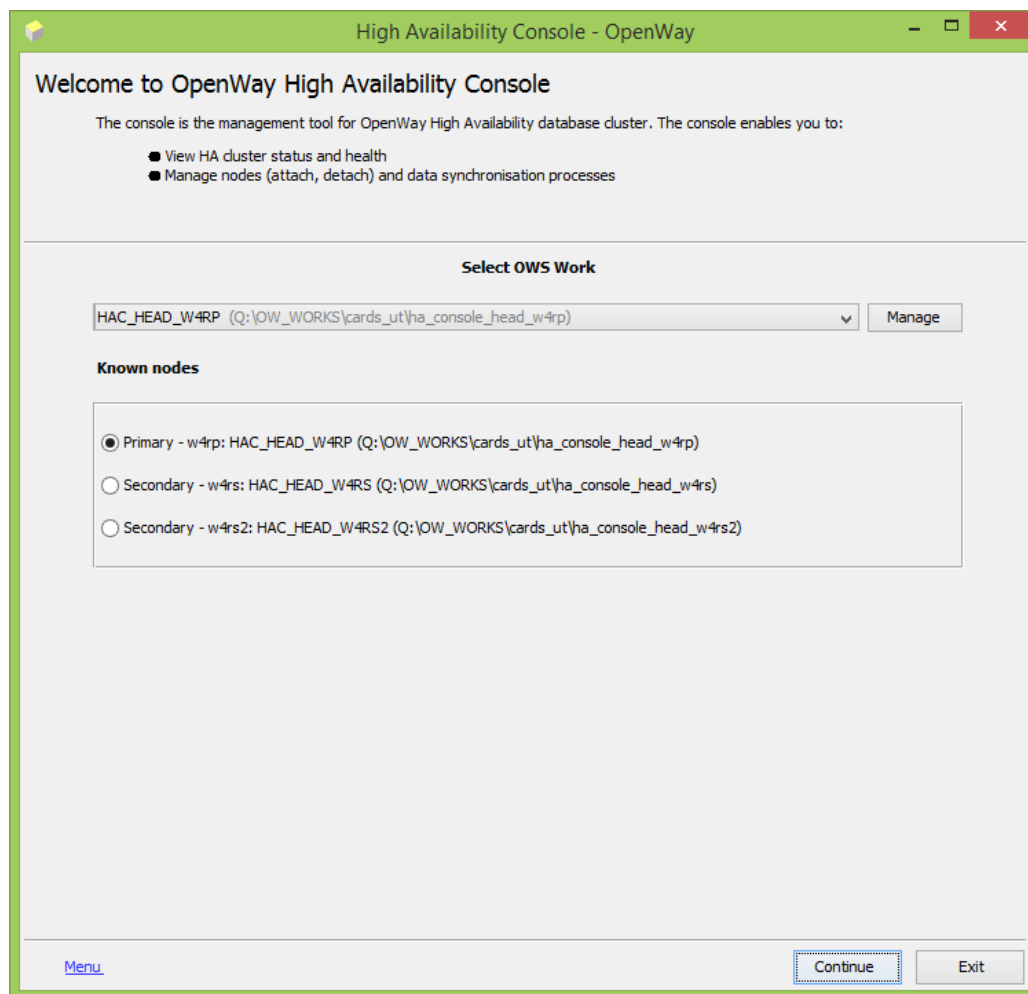 High Availability Console - OpenWay
Welcome to OpenWay High Availability Console
The console is the management tool for OpenWay High Availability database cluster. The console enables you to:
View HA cluster status and health
Manage nodes (attach, detach) and data synchronisation processes
Select OWS Work
HAC_HEAD_W4RP (Q:\OW_WORKS\cards_ut\ha_console_head_w4rp)
Manage
Known nodes
Primary - w4rp: HAC_HEAD_W4RP (Q:\OW_WORKS\cards_ut\ha_console_head_w4rp)
Secondary - w4rs: HAC_HEAD_W4RS (Q:\OW_WORKS\cards_ut\ha_console_head_w4rs)
Secondary - w4rs2: HAC_HEAD_W4RS2 (Q:\OW_WORKS\cards_ut\ha_console_head_w4rs2)
Menu
Continue
Exit